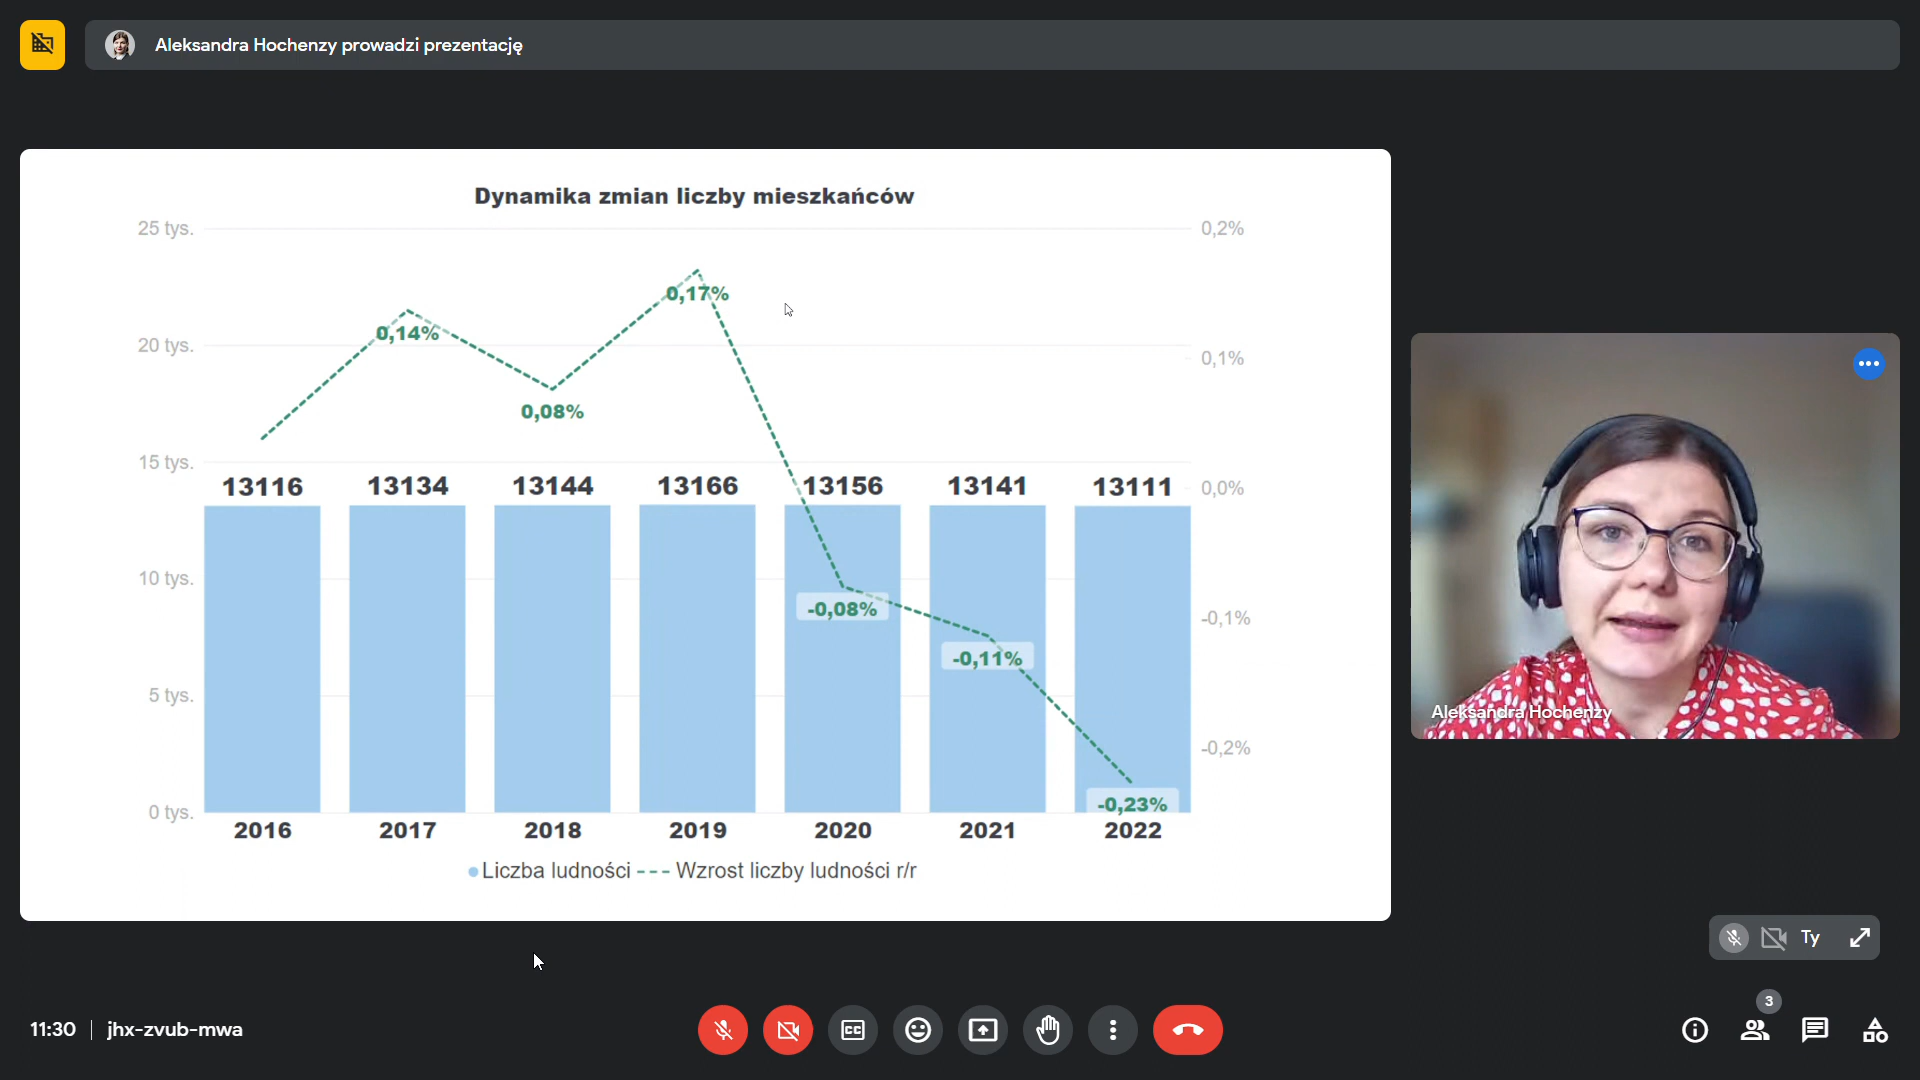 Aleksandra Hochenzy prowadzi prezentację
Dynamika zmian liczby mieszkańców
25 tys.
20 tys.
15 tys.
10 tys.
5 tys.
0 tys.
0,2%
0,1%
0,0%
-0,1%
-0,2%
0,14%
0,08%
0,17%
-0,08%
-0,11%
-0,23%
13116 13134 13144 13166 13156 13141 13111
2016 2017 2018 2019 2020 2021 2022
Liczba ludności --- Wzrost liczby ludności r/r
Aleksandra Hochenzy
Ty
11:30 | jhx-zvub-mwa
CC
3